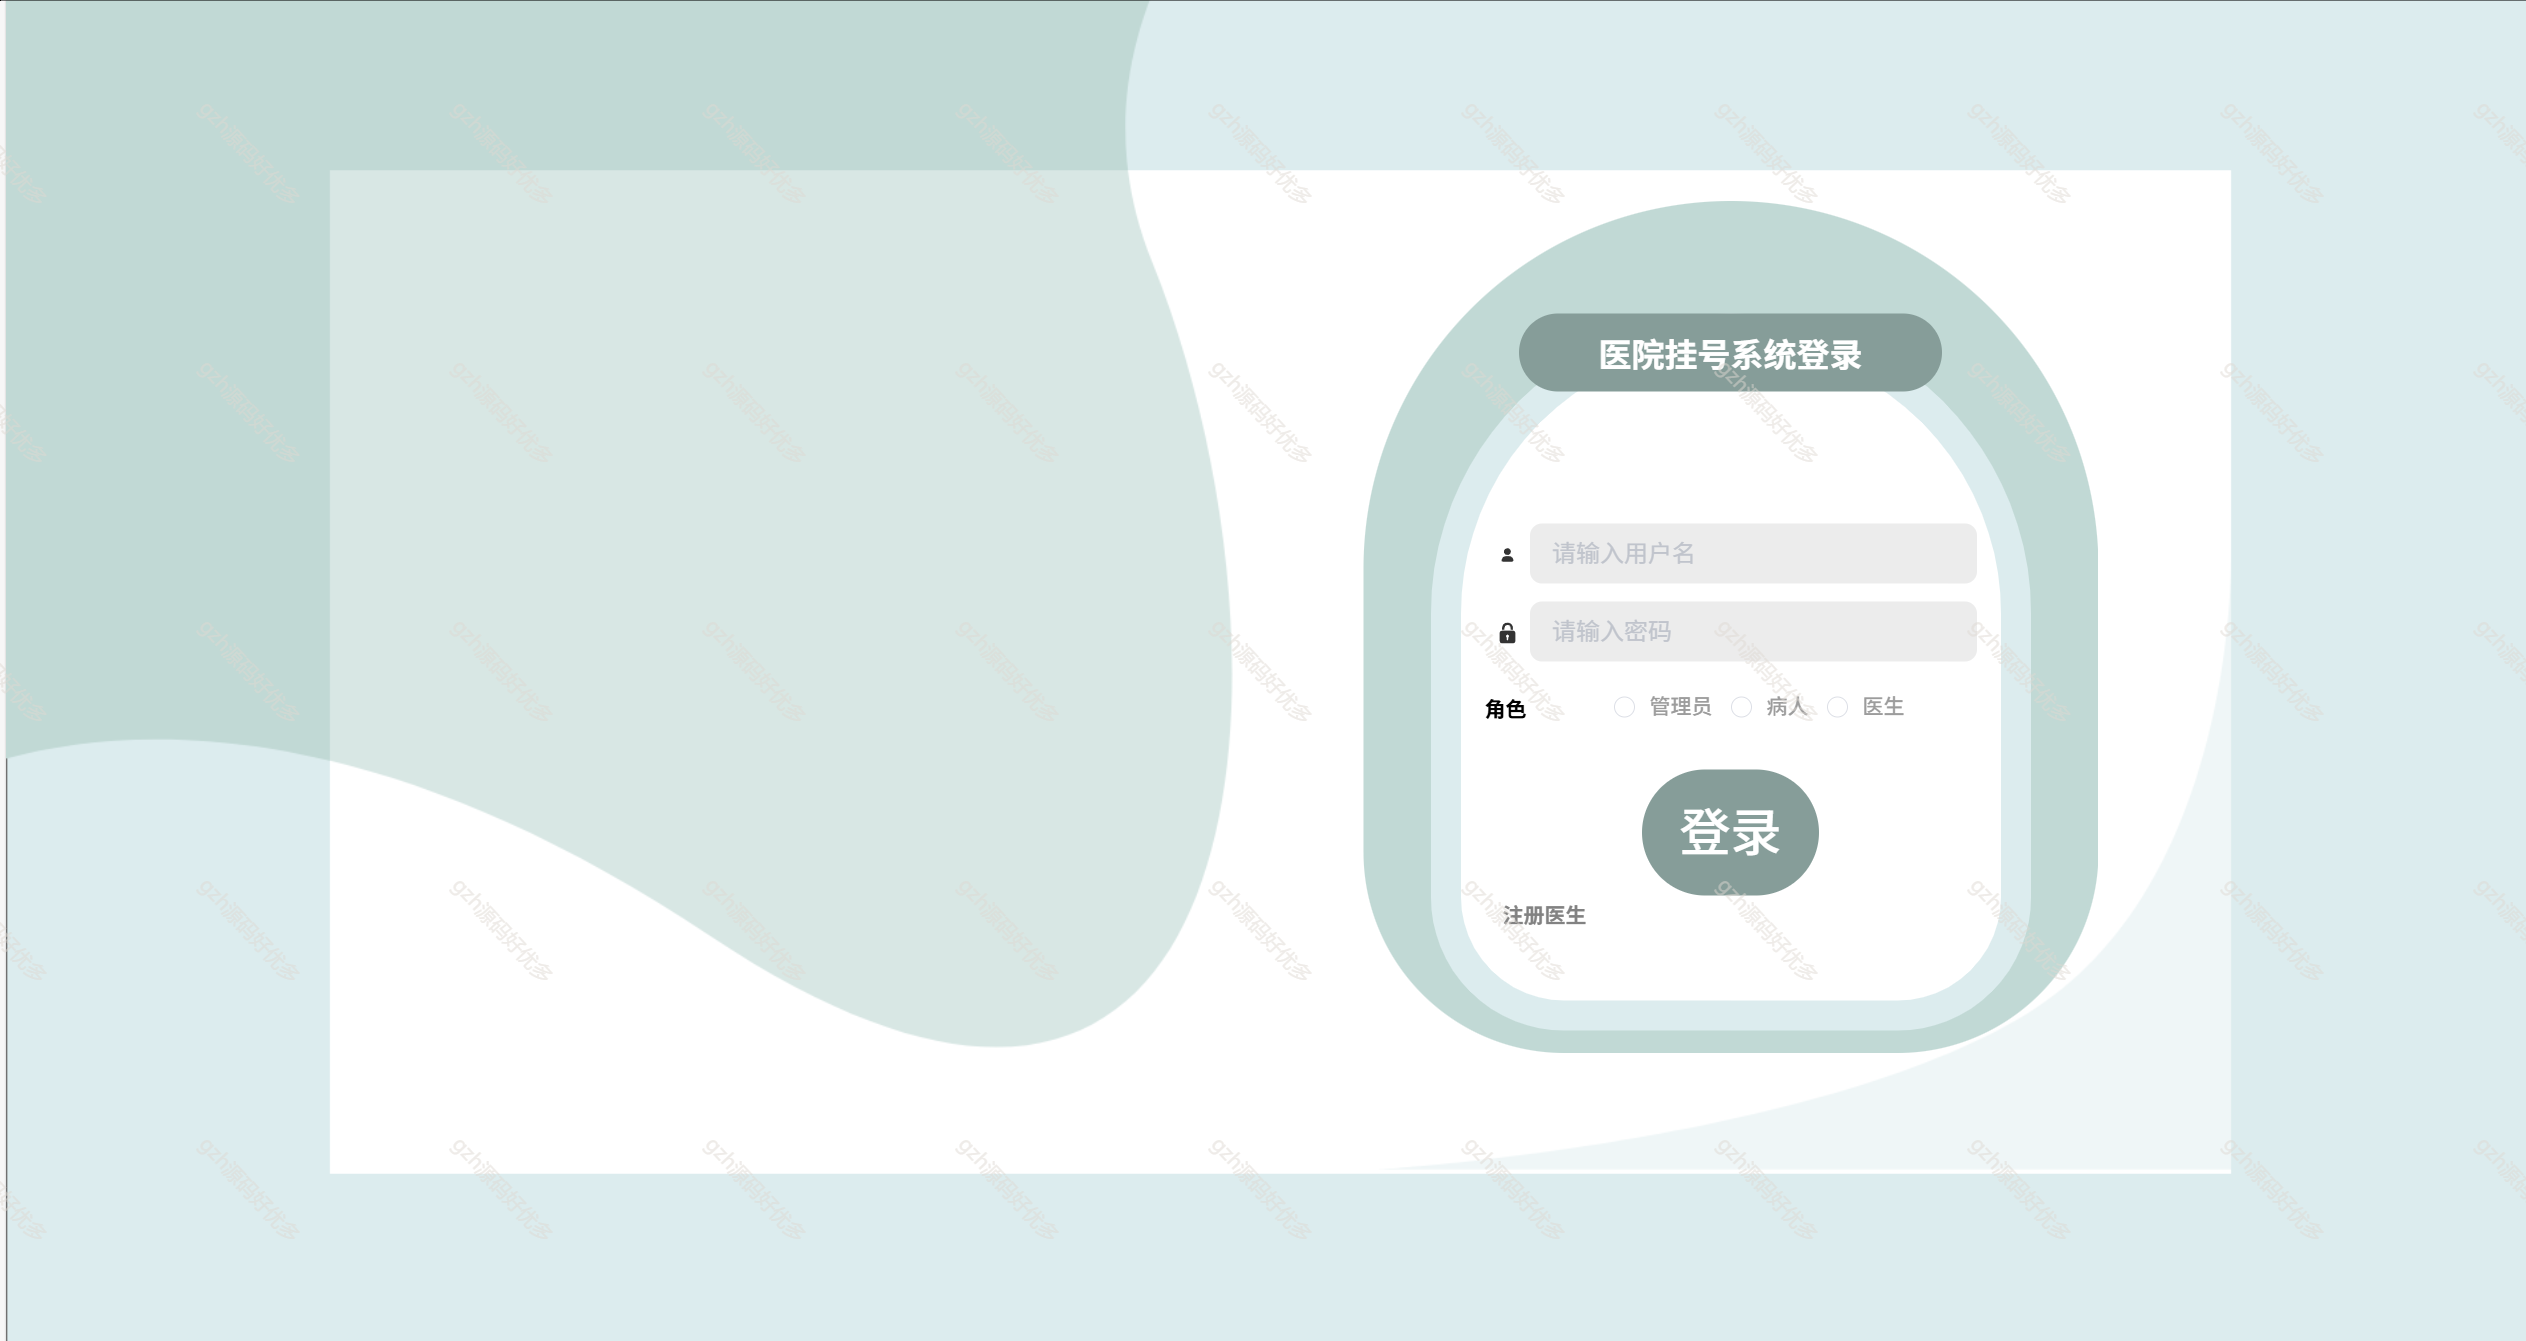 医院挂号系统登录
请输入用户名
请输入密码
角色 管理员 病人 医生
登录
注册医生
gzh源码好优多